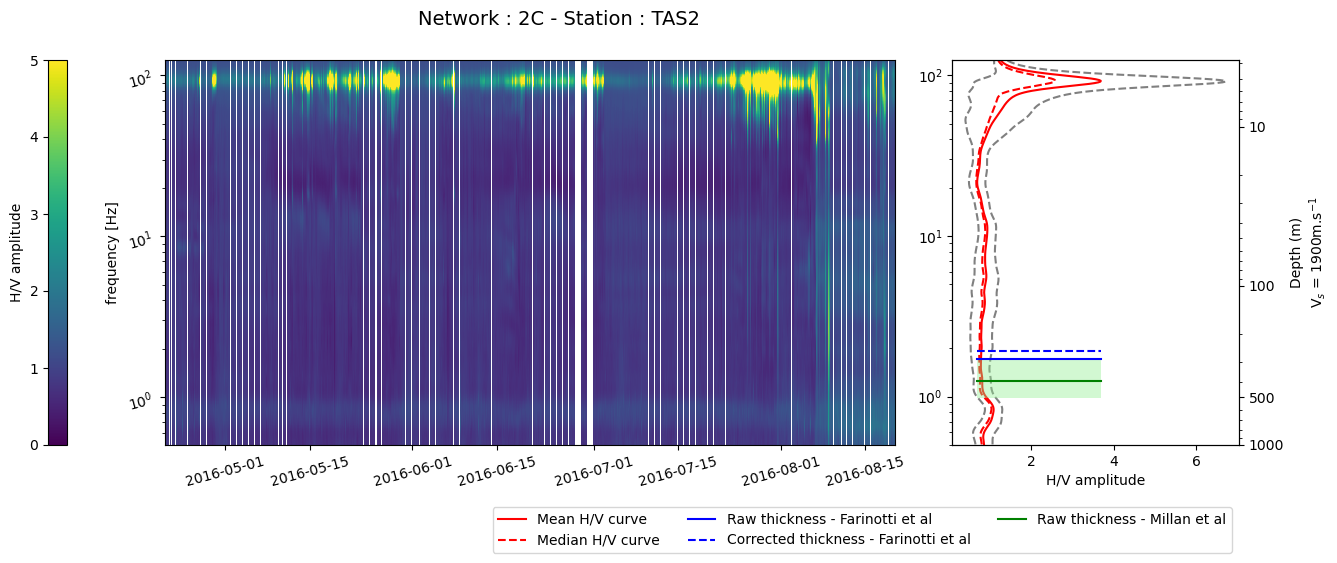 Network : 2C - Station : TAS2
H/V amplitude
5
4
3
2
1
0
frequency [Hz]
10²
10¹
10⁰
2016-05-01
2016-05-15
2016-06-01
2016-06-15
2016-07-01
2016-07-15
2016-08-01
2016-08-15
10²
10¹
10⁰
2
4
6
H/V amplitude
10
100
500
1000
Depth (m)
Vₛ = 1900m.s⁻¹
Mean H/V curve
Median H/V curve
Raw thickness - Farinotti et al
Corrected thickness - Farinotti et al
Raw thickness - Millan et al